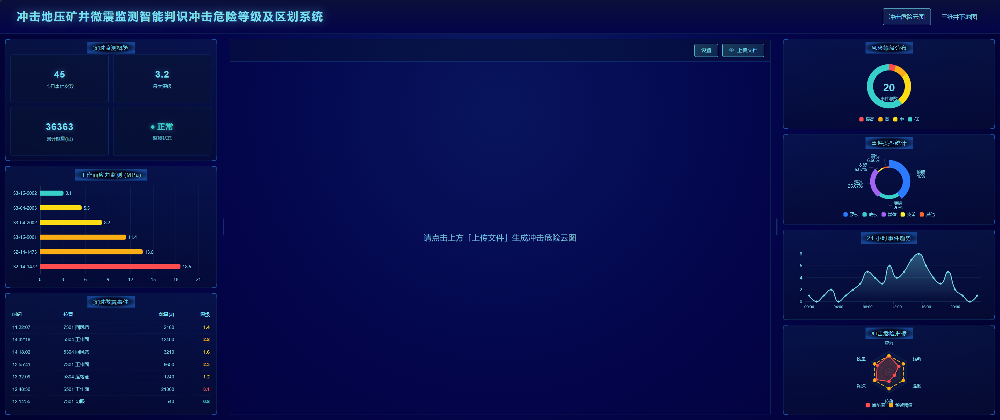 冲击地压矿井微震监测智能判识冲击危险等级及区划系统
冲击危险云图 三维井下地图
实时监测概览
45
今日事件次数
3.2
最大震级
36363
累计能量(kJ)
正常
监测状态
工作面应力监测 (MPa)
S3-16-9002 3.1
S3-04-2003 5.5
S3-04-2002 8.2
S3-16-9001 11.4
S2-14-1473 13.6
S2-14-1472 18.6
0 3 6 9 12 15 18 21
实时微震事件
时间 位置 能量(J) 震级
11:22:07 7301 回风巷 2160 1.4
14:32:18 5304 工作面 12400 2.8
14:18:02 5304 回风巷 3210 1.6
13:55:41 7301 工作面 8650 2.3
13:32:09 5304 运输巷 1240 1.2
12:48:30 6501 工作面 21800 3.1
12:14:55 7301 切眼 540 0.8
设置 上传文件
请点击上方「上传文件」生成冲击危险云图
风险等级分布
20
事件总数
极高 高 中 低
事件类型统计
其他
6.66%
支架
6.67%
煤体
26.67%
顶板
40%
底板
20%
顶板 底板 煤体 支架 其他
24 小时事件趋势
8
6
4
2
0
00:00 04:00 08:00 12:00 16:00 20:00
冲击危险指标
应力
能量 瓦斯
频次 温度
位移
当前值 预警阈值